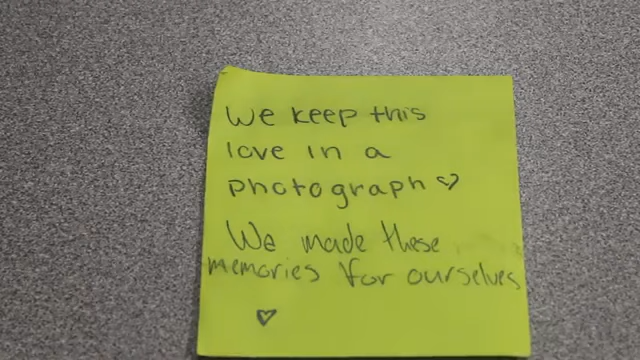 We keep this
love in a
photograph ♡
We made these
memories for ourselves
♡